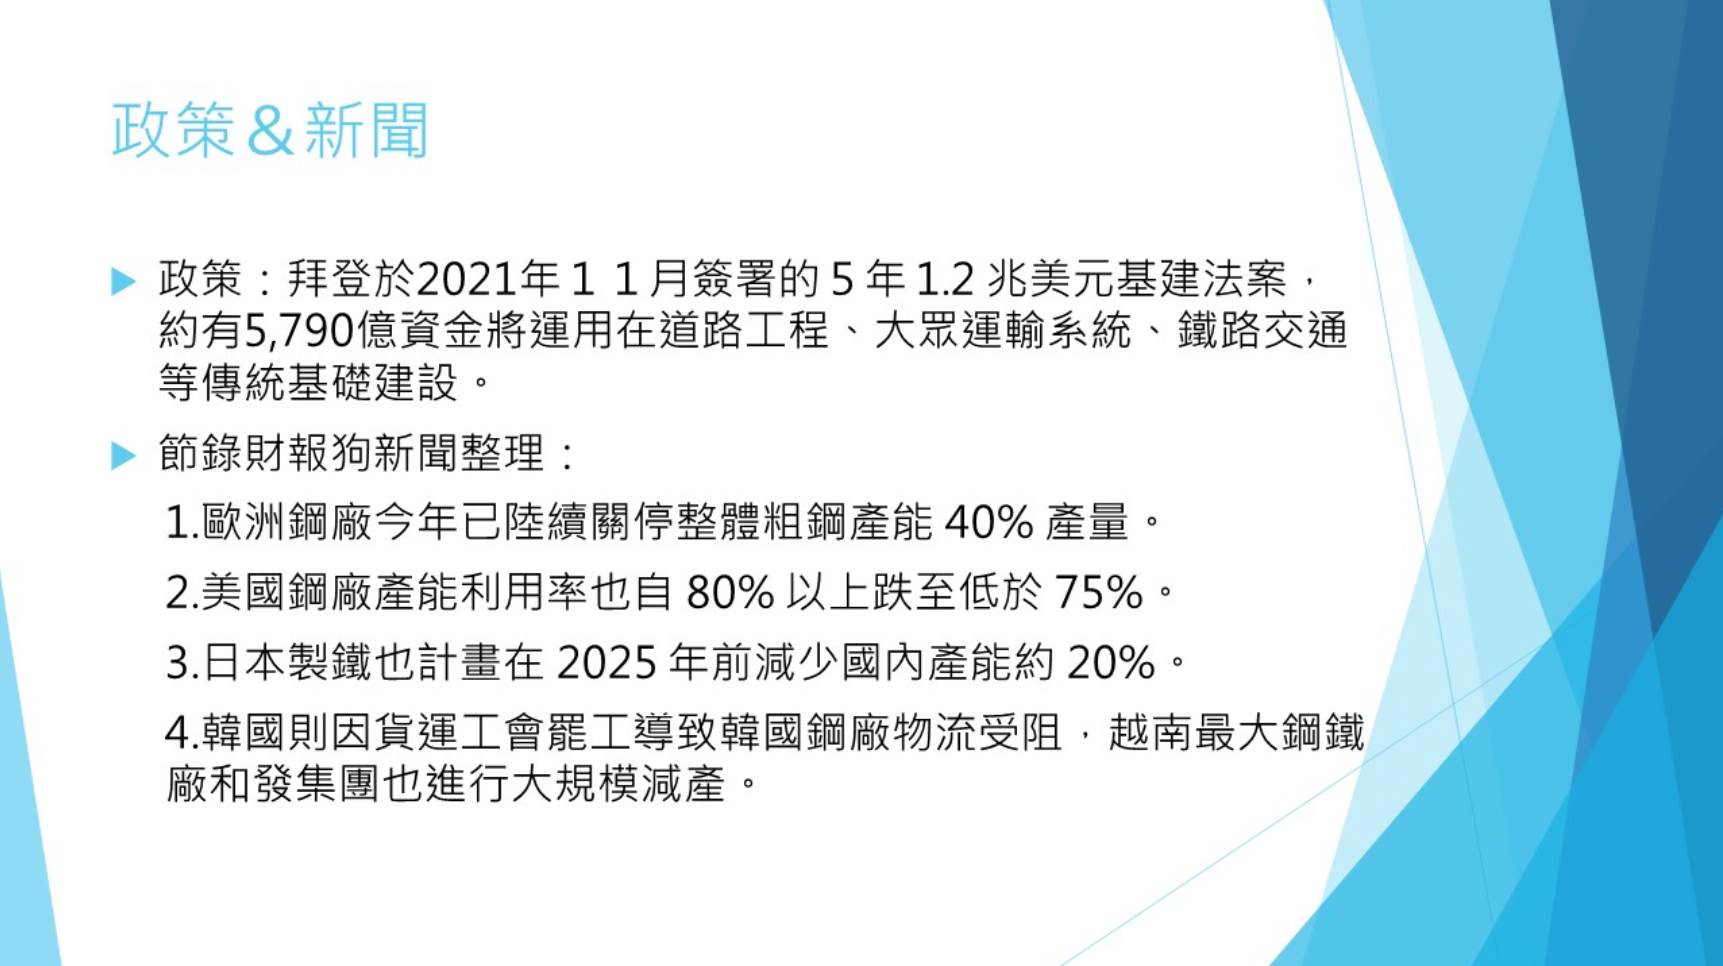 政策＆新聞
政策：拜登於2021年１１月簽署的 5 年 1.2 兆美元基建法案，
約有5,790億資金將運用在道路工程、大眾運輸系統、鐵路交通
等傳統基礎建設。
節錄財報狗新聞整理：
1.歐洲鋼廠今年已陸續關停整體粗鋼產能 40% 產量。
2.美國鋼廠產能利用率也自 80% 以上跌至低於 75%。
3.日本製鐵也計畫在 2025 年前減少國內產能約 20%。
4.韓國則因貨運工會罷工導致韓國鋼廠物流受阻，越南最大鋼鐵
廠和發集團也進行大規模減產。